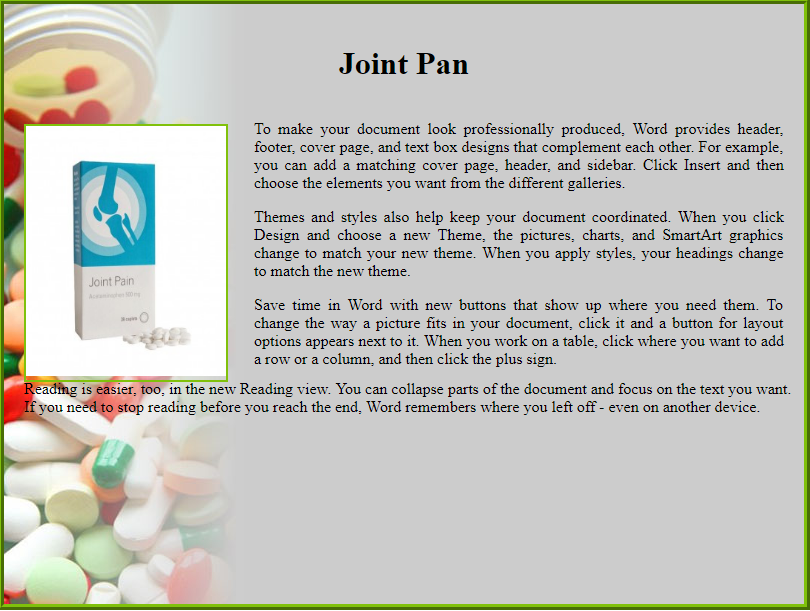 Joint Pan
To make your document look professionally produced, Word provides header,
footer, cover page, and text box designs that complement each other. For example,
you can add a matching cover page, header, and sidebar. Click Insert and then
choose the elements you want from the different galleries.
Themes and styles also help keep your document coordinated. When you click
Design and choose a new Theme, the pictures, charts, and SmartArt graphics
change to match your new theme. When you apply styles, your headings change
to match the new theme.
Save time in Word with new buttons that show up where you need them. To
change the way a picture fits in your document, click it and a button for layout
options appears next to it. When you work on a table, click where you want to add
a row or a column, and then click the plus sign.
Joint Pain
Reading is easier, too, in the new Reading view. You can collapse parts of the document and focus on the text you want.
If you need to stop reading before you reach the end, Word remembers where you left off - even on another device.